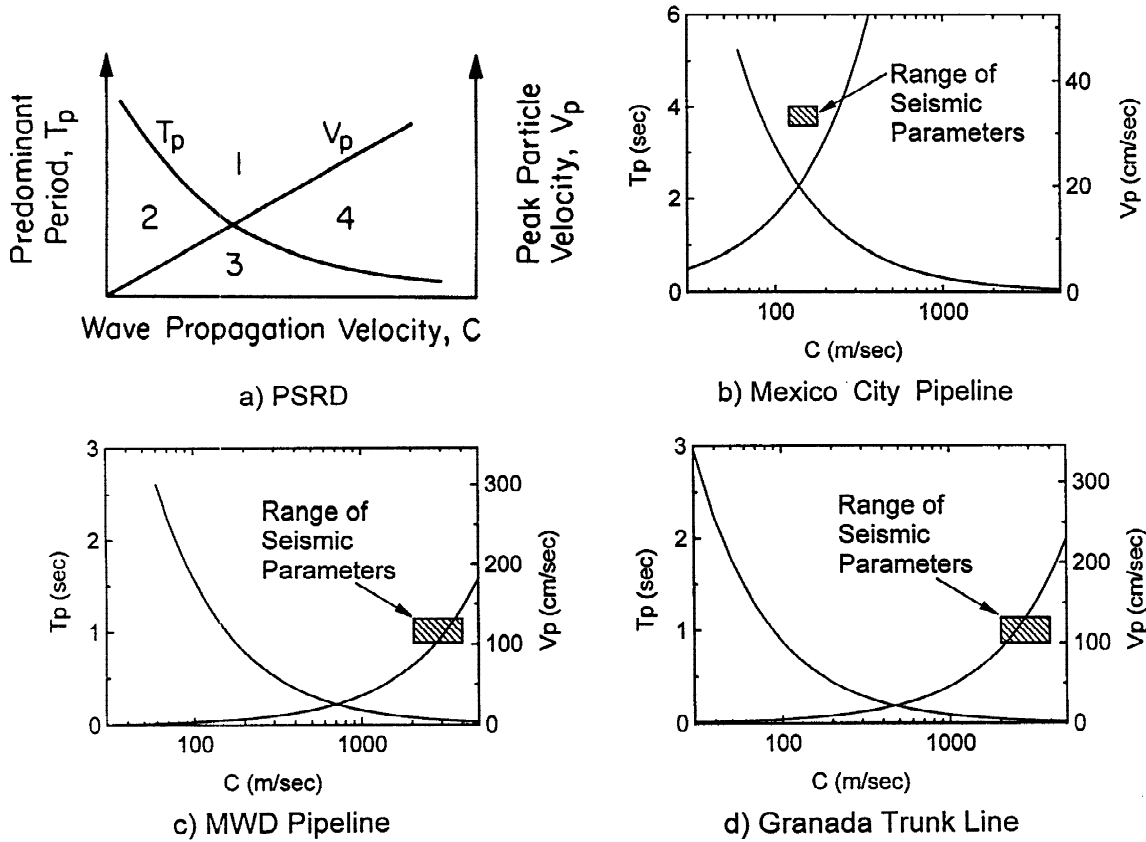 Predominant
Period, Tp
Tp
Vp
1
2
3
4
Peak Particle
Velocity, Vp
Wave Propagation Velocity, C
a) PSRD
6
4
2
0
Tp (sec)
Range of
Seismic
Parameters
40
20
0
Vp (cm/sec)
100
1000
C (m/sec)
b) Mexico City Pipeline
3
2
1
0
Tp (sec)
Range of
Seismic
Parameters
300
200
100
0
Vp (cm/sec)
100
1000
C (m/sec)
c) MWD Pipeline
3
2
1
0
Tp (sec)
Range of
Seismic
Parameters
300
200
100
0
Vp (cm/sec)
100
1000
C (m/sec)
d) Granada Trunk Line